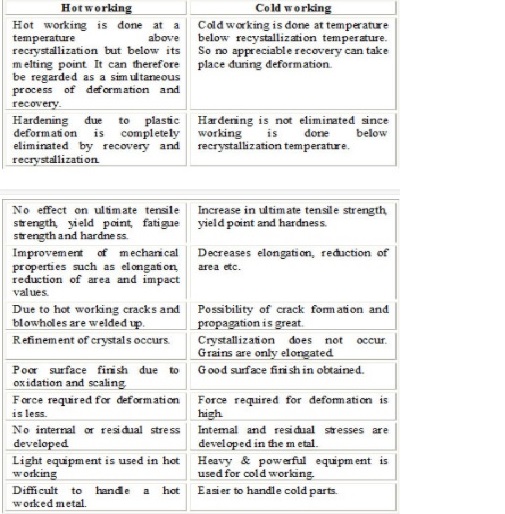 Hot working
Cold working
Hot working is done at a
temperature above
recrystallization but below its
melting point. It can therefore
be regarded as a simultaneous
process of deformation and
recovery.
Cold working is done at temperature
below recystallization temperature.
So no appreciable recovery can take
place during deformation.
Hardening due to plastic
deformation is completely
eliminated by recovery and
recrystallization.
Hardening is not eliminated since
working is done below
recrystallization temperature.
No effect on ultimate tensile
strength, yield point, fatigue
strength and hardness.
Increase in ultimate tensile strength,
yield point and hardness.
Improvement of mechanical
properties such as elongation,
reduction of area and impact
values.
Decreases elongation, reduction of
area etc.
Due to hot working cracks and
blowholes are welded up.
Possibility of crack formation and
propagation is great.
Refinement of crystals occurs.
Crystallization does not occur.
Grains are only elongated.
Poor surface finish due to
oxidation and scaling.
Good surface finish in obtained.
Force required for deformation
is less.
Force required for deformation is
high.
No internal or residual stress
developed.
Internal and residual stresses are
developed in the metal.
Light equipment is used in hot
working
Heavy & powerful equipment is
used for cold working.
Difficult to handle a hot
worked metal.
Easier to handle cold parts.